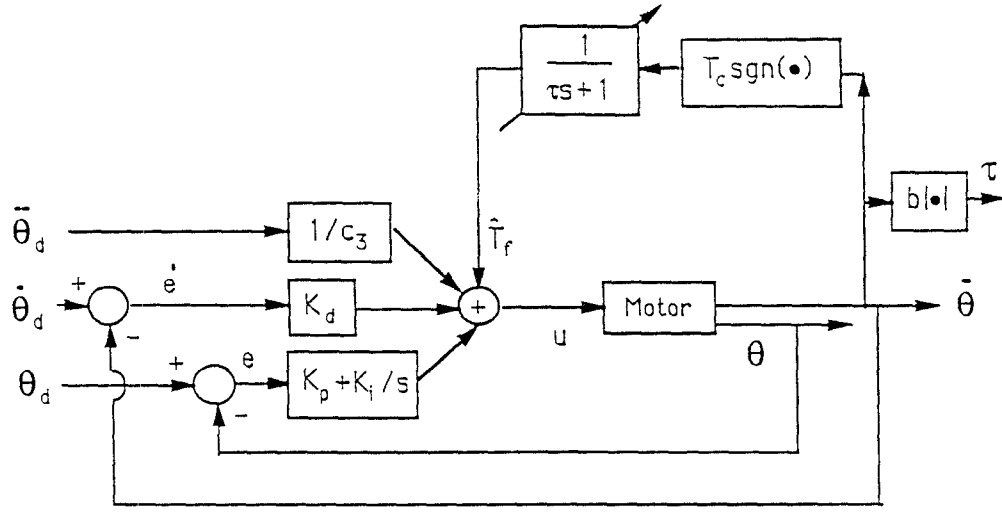 1
τs+1
T_c sgn(•)
b|•|
τ
θ̈_d
1/c_3
T̂_f
+
ė
θ̇_d
K_d
+
Motor
θ̇
-
u
θ
+
e
θ_d
K_p+K_i/s
-